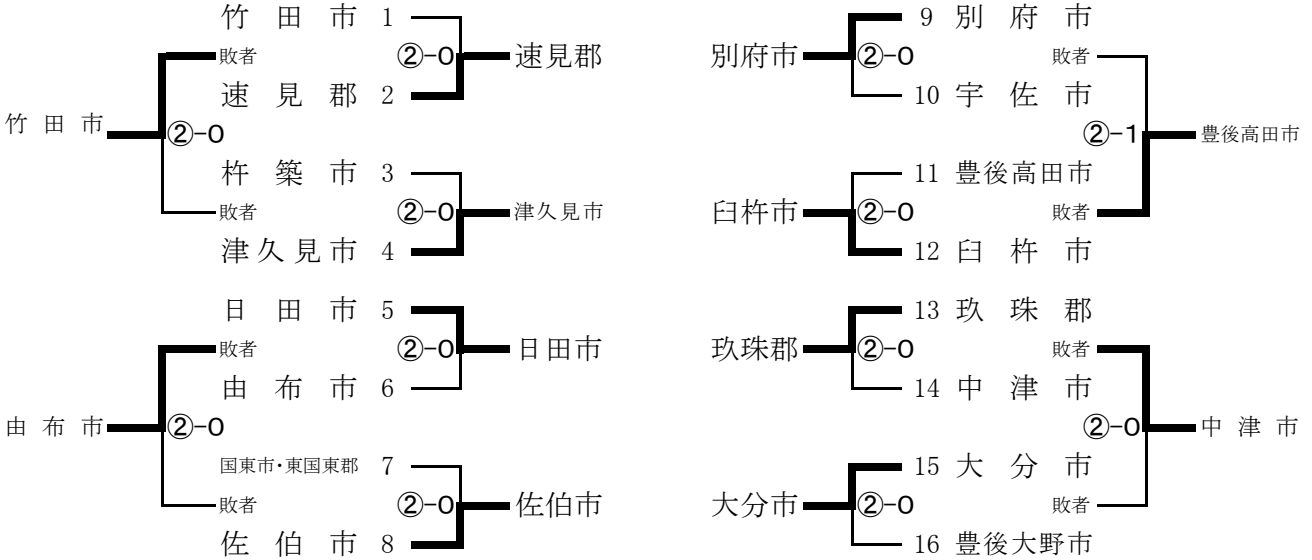 竹田市 1
敗者
②-0
速見郡
速見郡 2
竹田市
②-0
杵築市 3
敗者
②-0
津久見市
津久見市 4
日田市 5
敗者
②-0
日田市
由布市 6
由布市
②-0
国東市・東国東郡 7
敗者
②-0
佐伯市
佐伯市 8
9 別府市
別府市
②-0
敗者
10 宇佐市
②-1
豊後高田市
11 豊後高田市
臼杵市
②-0
敗者
12 臼杵市
13 玖珠郡
玖珠郡
②-0
敗者
14 中津市
②-0
中津市
15 大分市
大分市
②-0
敗者
16 豊後大野市